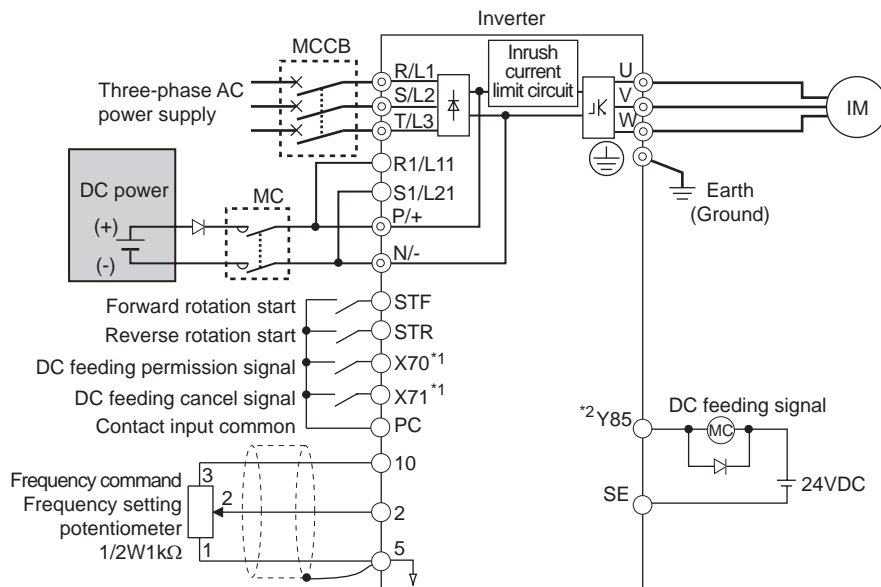 Inverter
MCCB
Three-phase AC
power supply
R/L1
S/L2
T/L3
Inrush
current
limit circuit
U
V
W
IM
R1/L11
S1/L21
Earth
(Ground)
DC power
(+)
(-)
MC
P/+
N/-
Forward rotation start
STF
Reverse rotation start
STR
DC feeding permission signal
X70*1
DC feeding cancel signal
X71*1
Contact input common
PC
*2Y85
DC feeding signal
MC
24VDC
SE
Frequency command
Frequency setting
potentiometer
1/2W1kΩ
3
2
1
10
2
5